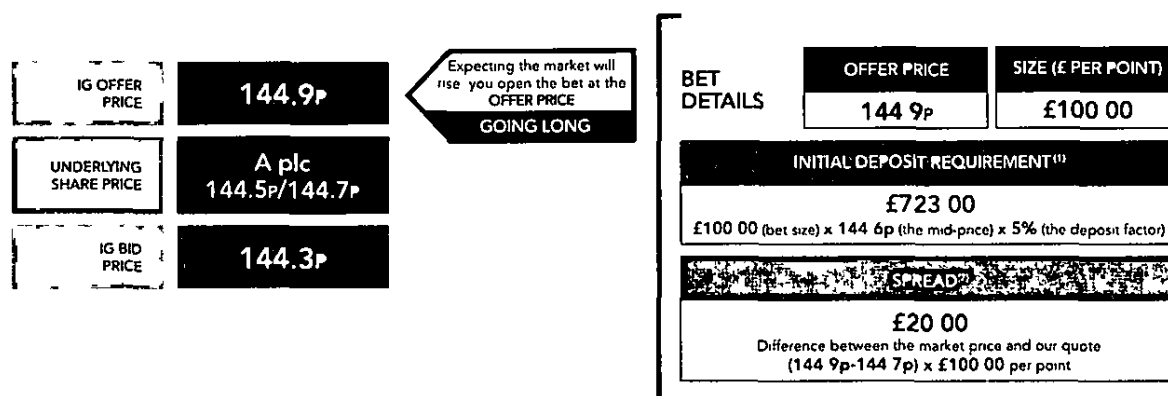 IG OFFER
PRICE
144.9P
Expecting the market will
rise you open the bet at the
OFFER PRICE
GOING LONG
UNDERLYING
SHARE PRICE
A plc
144.5P/144.7P
IG BID
PRICE
144.3P
BET
DETAILS
OFFER PRICE
144 9P
SIZE (£ PER POINT)
£100 00
INITIAL DEPOSIT REQUIREMENT(1)
£723 00
£100 00 (bet size) x 144 6p (the mid-price) x 5% (the deposit factor)
SPREAD
£20 00
Difference between the market price and our quote
(144 9p-144 7p) x £100 00 per point